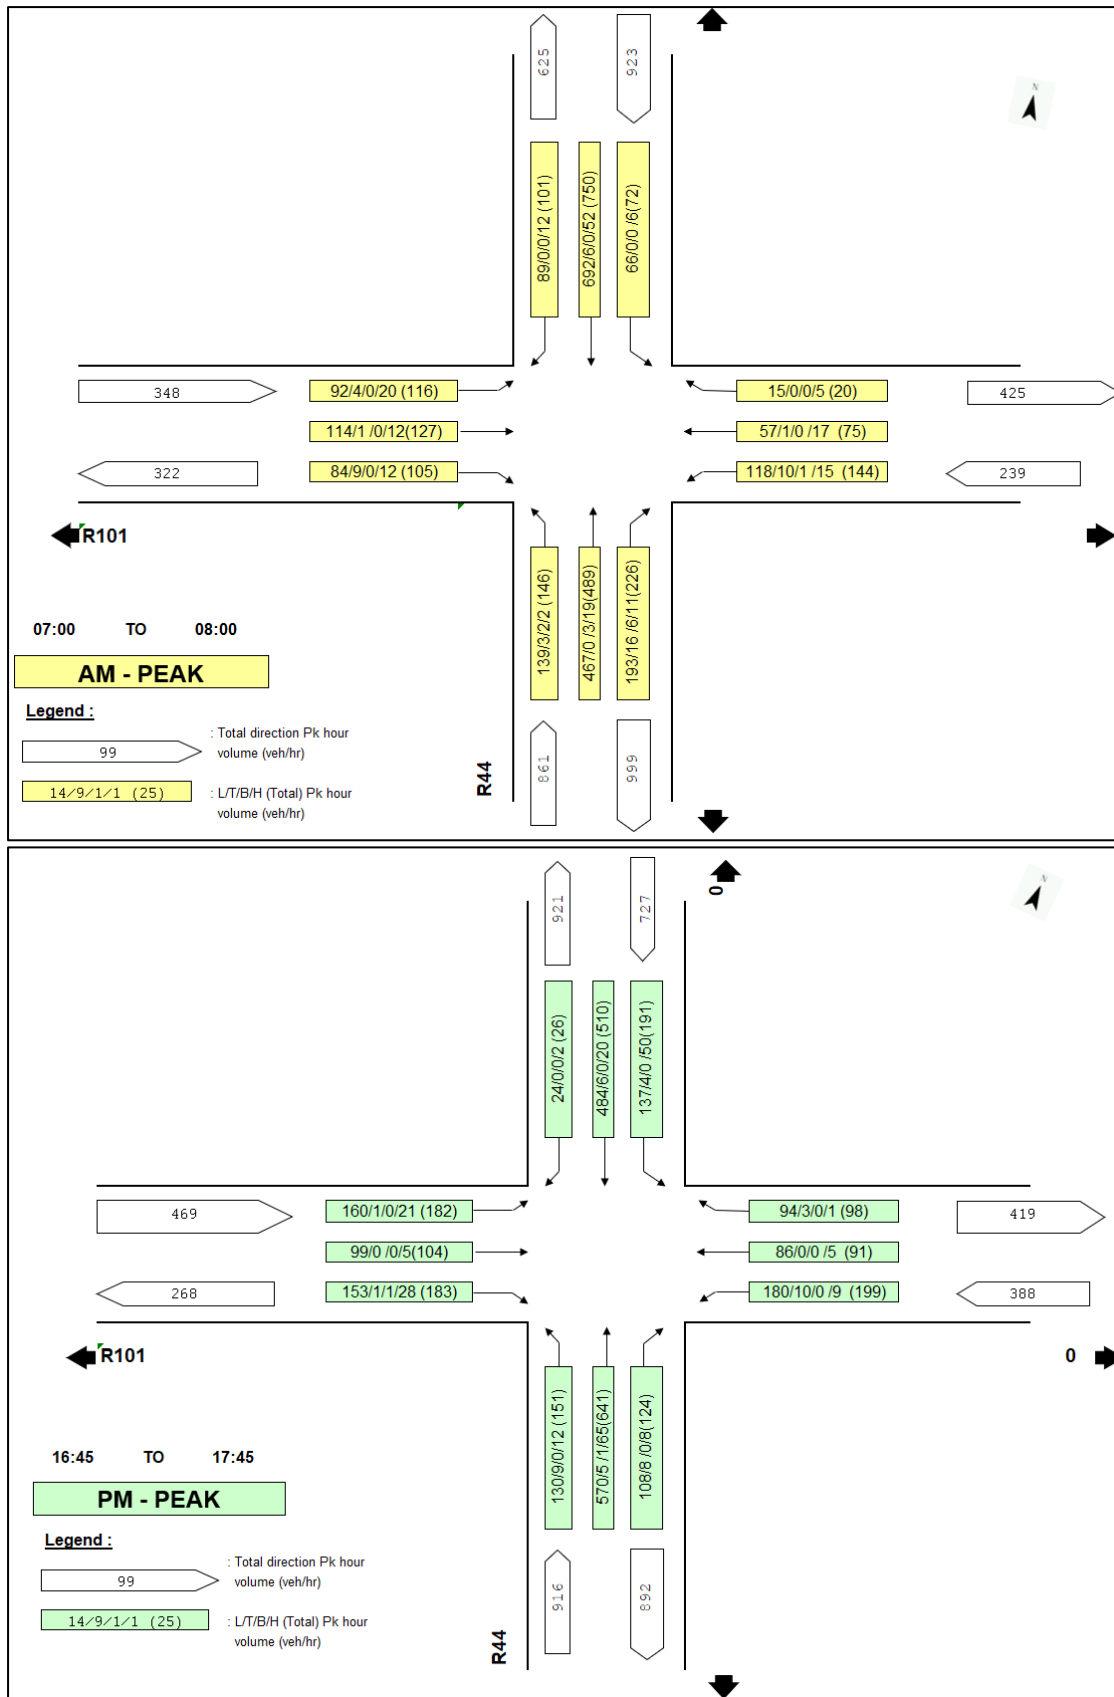 625
923
N
89/0/0/12 (101)
692/6/0/52 (750)
66/0/0 /6(72)
348
92/4/0/20 (116)
15/0/0/5 (20)
425
114/1 /0/12(127)
57/1/0 /17 (75)
322
84/9/0/12 (105)
118/10/1 /15 (144)
239
R101
139/3/2/2 (146)
467/0 /3/19(489)
193/16 /6/11(226)
07:00 TO 08:00
AM - PEAK
Legend :
99
: Total direction Pk hour
volume (veh/hr)
14/9/1/1 (25)
: L/T/B/H (Total) Pk hour
volume (veh/hr)
R44
861
999
921
727
0
N
24/0/0/2 (26)
484/6/0/20 (510)
137/4/0 /50(191)
469
160/1/0/21 (182)
94/3/0/1 (98)
419
99/0 /0/5(104)
86/0/0 /5 (91)
268
153/1/1/28 (183)
180/10/0 /9 (199)
388
R101
0
130/9/0/12 (151)
570/5 /1/65(641)
108/8 /0/8(124)
16:45 TO 17:45
PM - PEAK
Legend :
99
: Total direction Pk hour
volume (veh/hr)
14/9/1/1 (25)
: L/T/B/H (Total) Pk hour
volume (veh/hr)
R44
916
892